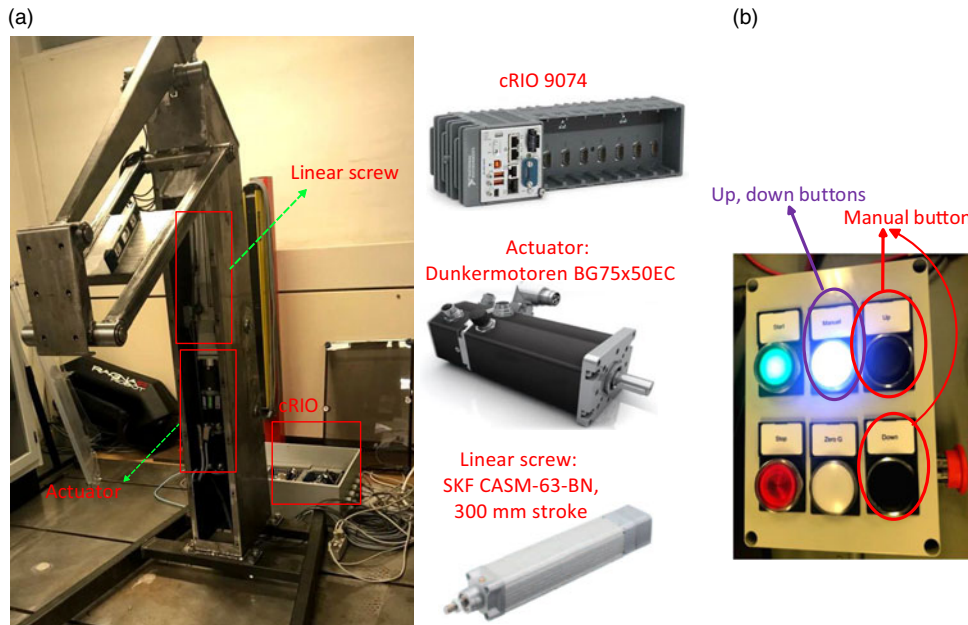 (a)
(b)
cRIO 9074
Linear screw
Up, down buttons
Manual button
Actuator:
Dunkermotoren BG75x50EC
Start
Manual
Up
cRIO
Linear screw:
SKF CASM-63-BN,
300 mm stroke
Stop
Zero G
Down
Actuator